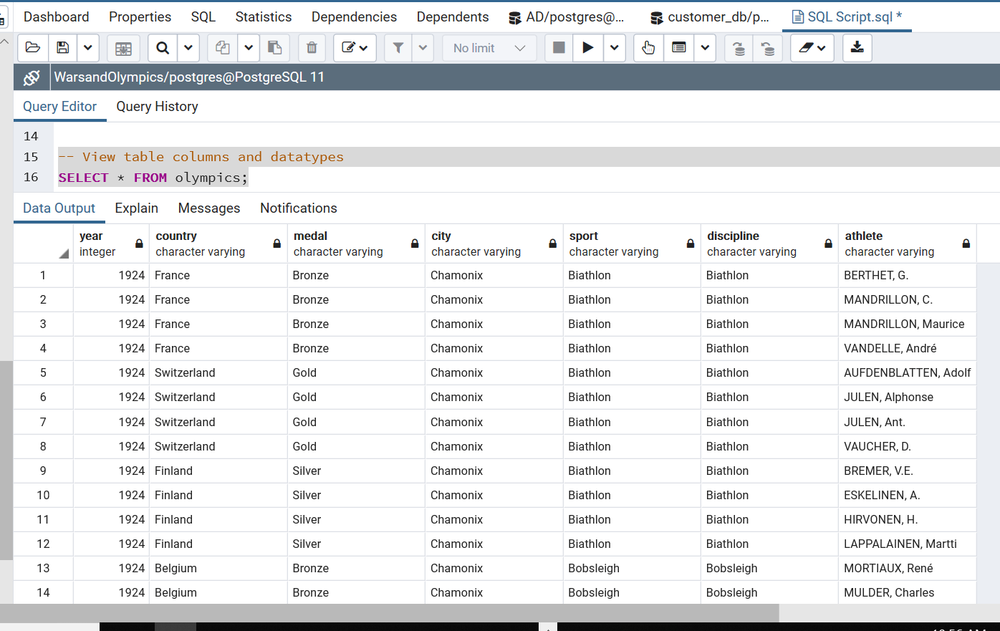 Dashboard Properties SQL Statistics Dependencies Dependents AD/postgres@... customer_db/p... SQL Script.sql *
No limit
WarsandOlympics/postgres@PostgreSQL 11
Query Editor Query History
14
15 -- View table columns and datatypes
16 SELECT * FROM olympics;
Data Output Explain Messages Notifications
year country medal city sport discipline athlete
integer character varying character varying character varying character varying character varying character varying
1 1924 France Bronze Chamonix Biathlon Biathlon BERTHET, G.
2 1924 France Bronze Chamonix Biathlon Biathlon MANDRILLON, C.
3 1924 France Bronze Chamonix Biathlon Biathlon MANDRILLON, Maurice
4 1924 France Bronze Chamonix Biathlon Biathlon VANDELLE, André
5 1924 Switzerland Gold Chamonix Biathlon Biathlon AUFDENBLATTEN, Adolf
6 1924 Switzerland Gold Chamonix Biathlon Biathlon JULEN, Alphonse
7 1924 Switzerland Gold Chamonix Biathlon Biathlon JULEN, Ant.
8 1924 Switzerland Gold Chamonix Biathlon Biathlon VAUCHER, D.
9 1924 Finland Silver Chamonix Biathlon Biathlon BREMER, V.E.
10 1924 Finland Silver Chamonix Biathlon Biathlon ESKELINEN, A.
11 1924 Finland Silver Chamonix Biathlon Biathlon HIRVONEN, H.
12 1924 Finland Silver Chamonix Biathlon Biathlon LAPPALAINEN, Martti
13 1924 Belgium Bronze Chamonix Bobsleigh Bobsleigh MORTIAUX, René
14 1924 Belgium Bronze Chamonix Bobsleigh Bobsleigh MULDER, Charles